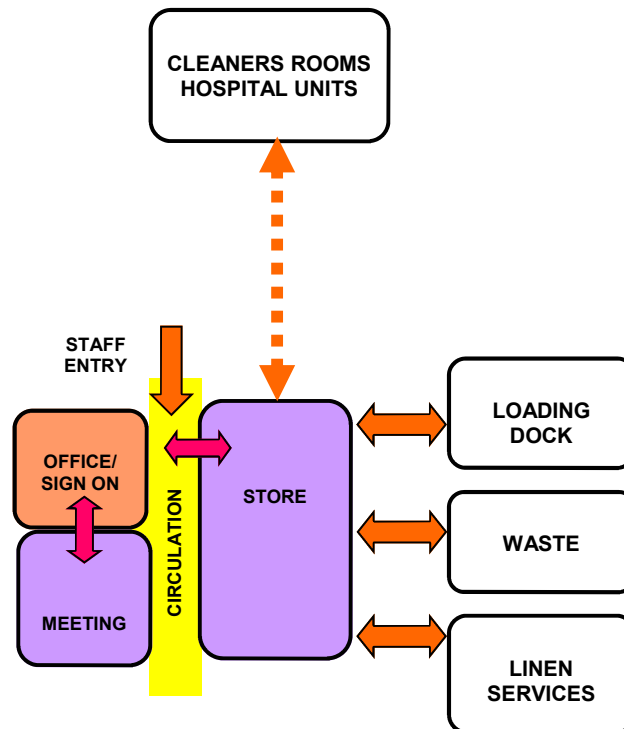 CLEANERS ROOMS
HOSPITAL UNITS
STAFF
ENTRY
LOADING
DOCK
OFFICE/
SIGN ON
STORE
CIRCULATION
WASTE
MEETING
LINEN
SERVICES